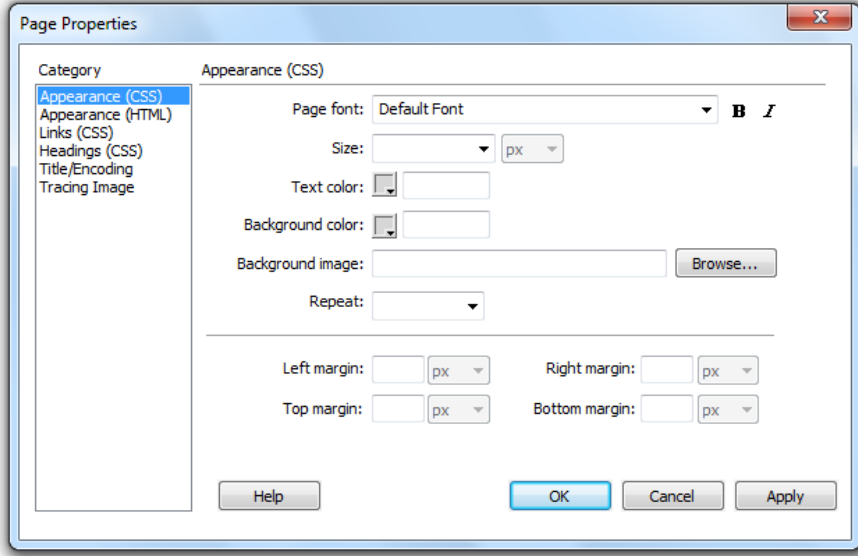 Page Properties
Category
Appearance (CSS)
Appearance (HTML)
Links (CSS)
Headings (CSS)
Title/Encoding
Tracing Image
Appearance (CSS)
Page font: Default Font B I
Size: px
Text color:
Background color:
Background image: Browse...
Repeat:
Left margin: px Right margin: px
Top margin: px Bottom margin: px
Help OK Cancel Apply